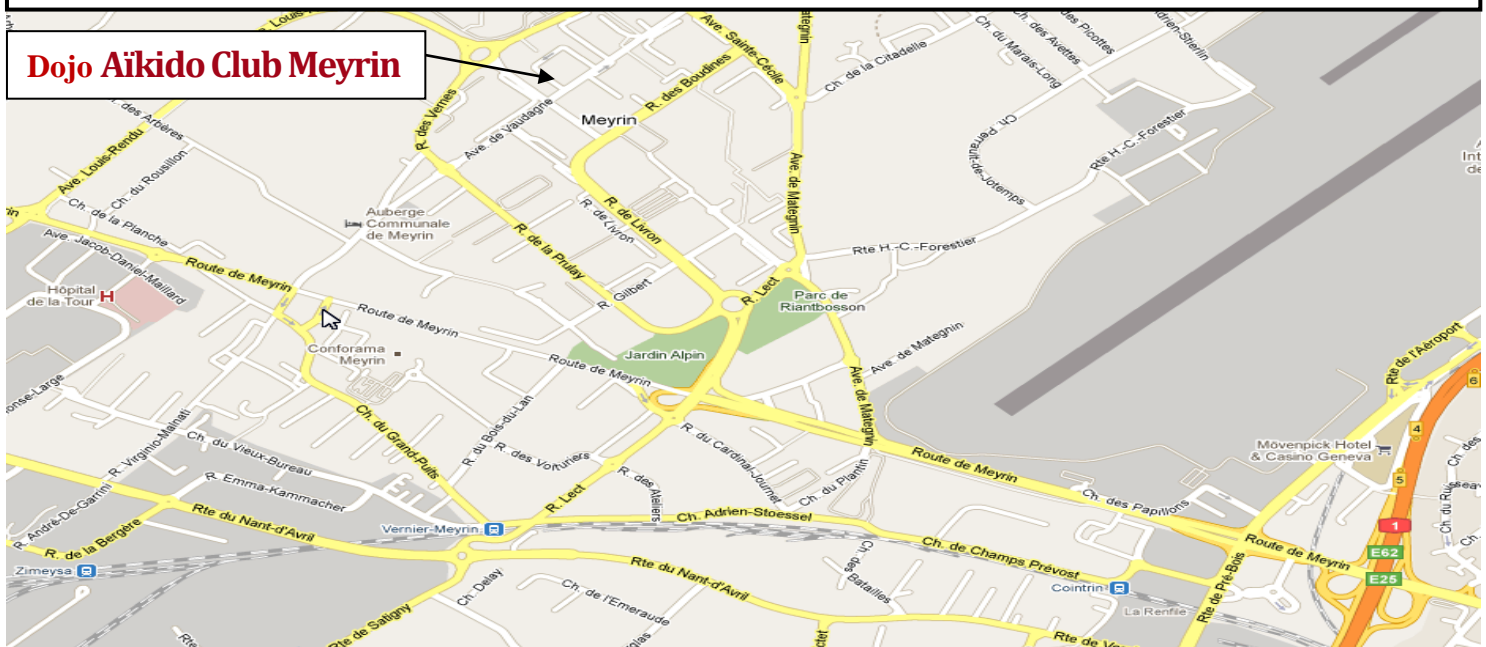 Dojo Aïkido Club Meyrin
Ave. Sainte-Cécile
Ch. de la Citadelle
Ch. du Marais-Long
Ch. des Avettes
R. des Boudines
R. des Vernes
Ave. de Vaudagne
Meyrin
Ch. Perrault-de-Jotemps
Rte H.-C.-Forestier
Ave. Louis-Rendu
Ch. du Rousillon
Ch. de la Planche
Auberge
Communale
de Meyrin
R. de Livron
R. de Livron
Ave. de Mategnin
R. de la Prulay
Rte H.-C.-Forestier
Ave. Jacob-Daniel-Maillard
Route de Meyrin
Hôpital
de la Tour H
R. Gilbert
R. Lect
Parc de
Riantbosson
Route de Meyrin
Conforama
Meyrin
Jardin Alpin
Route de Meyrin
Ave. de Mategnin
Ave. de Mategnin
Rte de l'Aéroport
6
R. Virginio-Malnati
Ch. du Grand-Puits
R. du Bois-du-Lan
R. des Voituriers
R. du Cardinal-Journet
Route de Meyrin
Mövenpick Hotel
& Casino Geneva
4
5
Ch. du Vieux-Bureau
R. Emma-Kammacher
R. André-De-Garrini
R. des Ateliers
Ch. du Plantin
Ch. des Papillons
R. Lect
Rte du Nant-d'Avril
Vernier-Meyrin
Ch. Adrien-Stoessel
Ch. de Champs Prévost
1
Route de Meyrin
E62
E25
R. de la Bergère
Zimeysa
Rte du Nant-d'Avril
Ch. des Batailles
Cointrin
La Renfile
Rte de Pré-Bois
Ch. Delay
Ch. de l'Emeraude
Rte de Satigny